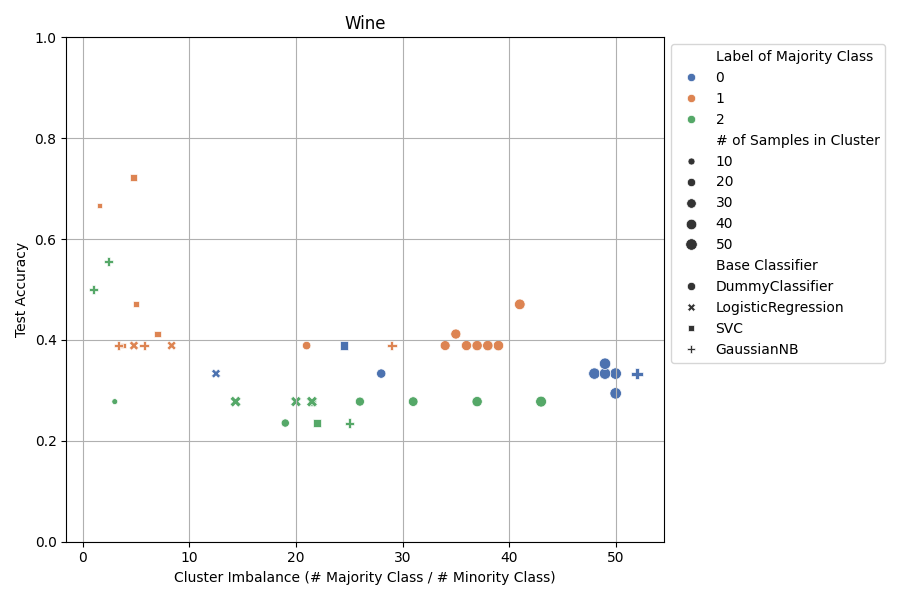 Wine
Test Accuracy
1.0
0.8
0.6
0.4
0.2
0.0
0 10 20 30 40 50
Cluster Imbalance (# Majority Class / # Minority Class)
Label of Majority Class
0
1
2
# of Samples in Cluster
10
20
30
40
50
Base Classifier
DummyClassifier
LogisticRegression
SVC
GaussianNB